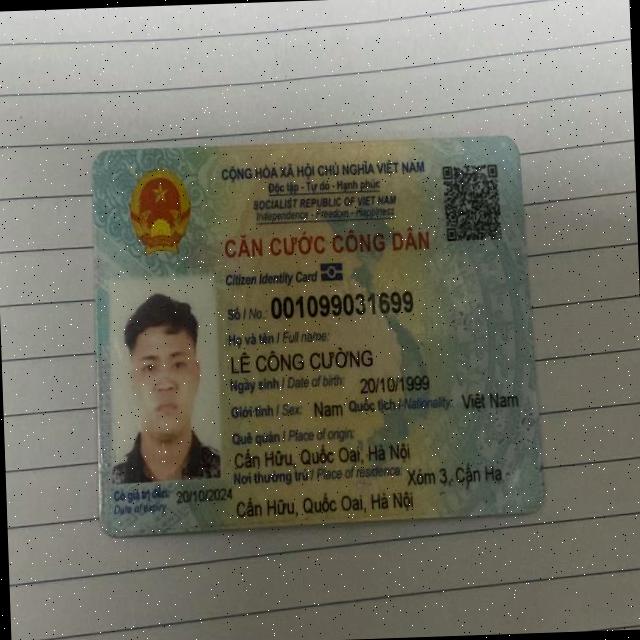 CỘNG HÒA XÃ HỘI CHỦ NGHĨA VIỆT NAM
Độc lập - Tự do - Hạnh phúc
SOCIALIST REPUBLIC OF VIET NAM
Independence - Freedom - Happiness
CĂN CƯỚC CÔNG DÂN
Citizen Identity Card
Số / No.: 001099031699
Họ và tên / Full name:
LÊ CÔNG CƯỜNG
Ngày sinh / Date of birth: 20/10/1999
Giới tính / Sex: Nam Quốc tịch / Nationality: Việt Nam
Quê quán / Place of origin:
Cấn Hữu, Quốc Oai, Hà Nội
Nơi thường trú / Place of residence: Xóm 3, Cấn Hạ
Cấn Hữu, Quốc Oai, Hà Nội
Có giá trị đến: 20/10/2024
Date of expiry